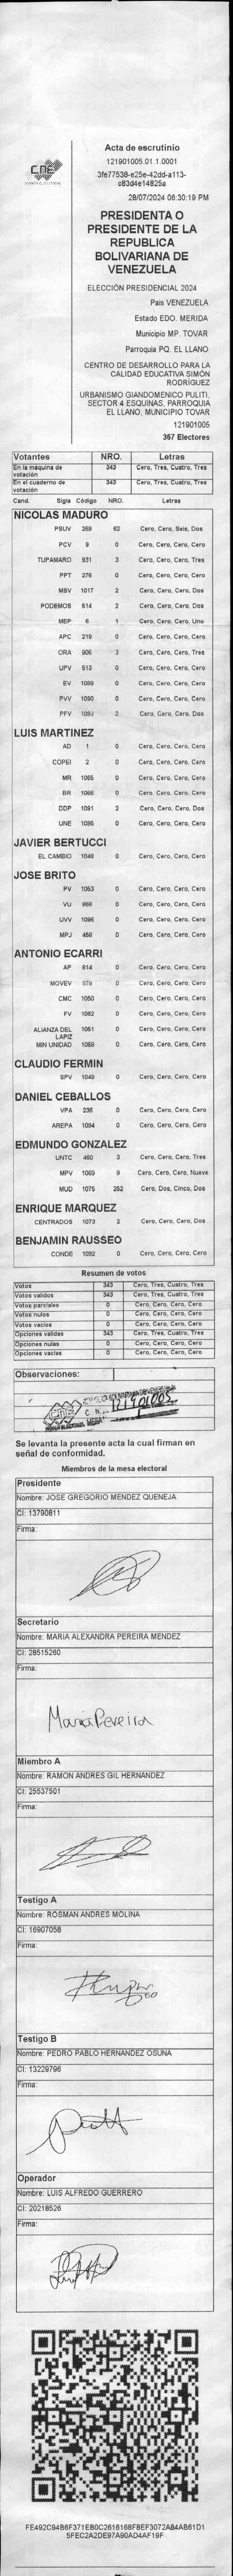 CNE
Acta de escrutinio
121901005.01.1.0001
3fe77538-e25e-42dd-a113-
c83d4e14825a
28/07/2024 06:30:19 PM
PRESIDENTA O
PRESIDENTE DE LA
REPUBLICA
BOLIVARIANA DE
VENEZUELA
ELECCIÓN PRESIDENCIAL 2024
Pais VENEZUELA
Estado EDO. MERIDA
Municipio MP. TOVAR
Parroquia PQ. EL LLANO
CENTRO DE DESARROLLO PARA LA
CALIDAD EDUCATIVA SIMÓN
RODRÍGUEZ
URBANISMO GIANDOMENICO PULITI,
SECTOR 4 ESQUINAS, PARROQUIA
EL LLANO, MUNICIPIO TOVAR
121901005
367 Electores
Votantes NRO. Letras
En la máquina de votación 343 Cero, Tres, Cuatro, Tres
En el cuaderno de votación 343 Cero, Tres, Cuatro, Tres
Cand. Sigla Código NRO. Letras
NICOLAS MADURO
PSUV 269 62 Cero, Cero, Seis, Dos
PCV 9 0 Cero, Cero, Cero, Cero
TUPAMARO 931 3 Cero, Cero, Cero, Tres
PPT 276 0 Cero, Cero, Cero, Cero
MSV 1017 2 Cero, Cero, Cero, Dos
PODEMOS 514 2 Cero, Cero, Cero, Dos
MEP 6 1 Cero, Cero, Cero, Uno
APC 219 0 Cero, Cero, Cero, Cero
ORA 906 3 Cero, Cero, Cero, Tres
UPV 513 0 Cero, Cero, Cero, Cero
EV 1089 0 Cero, Cero, Cero, Cero
PVV 1090 0 Cero, Cero, Cero, Cero
PFV 1093 2 Cero, Cero, Cero, Dos
LUIS MARTINEZ
AD 1 0 Cero, Cero, Cero, Cero
COPEI 2 0 Cero, Cero, Cero, Cero
MR 1065 0 Cero, Cero, Cero, Cero
BR 1066 0 Cero, Cero, Cero, Cero
DDP 1091 2 Cero, Cero, Cero, Dos
UNE 1095 0 Cero, Cero, Cero, Cero
JAVIER BERTUCCI
EL CAMBIO 1048 0 Cero, Cero, Cero, Cero
JOSE BRITO
PV 1053 0 Cero, Cero, Cero, Cero
VU 968 0 Cero, Cero, Cero, Cero
UVV 1096 0 Cero, Cero, Cero, Cero
MPJ 458 0 Cero, Cero, Cero, Cero
ANTONIO ECARRI
AP 814 0 Cero, Cero, Cero, Cero
MOVEV 979 0 Cero, Cero, Cero, Cero
CMC 1050 0 Cero, Cero, Cero, Cero
FV 1062 0 Cero, Cero, Cero, Cero
ALIANZA DEL LAPIZ 1051 0 Cero, Cero, Cero, Cero
MIN UNIDAD 1058 0 Cero, Cero, Cero, Cero
CLAUDIO FERMIN
SPV 1049 0 Cero, Cero, Cero, Cero
DANIEL CEBALLOS
VPA 236 0 Cero, Cero, Cero, Cero
AREPA 1094 0 Cero, Cero, Cero, Cero
EDMUNDO GONZALEZ
UNTC 460 3 Cero, Cero, Cero, Tres
MPV 1069 9 Cero, Cero, Cero, Nueve
MUD 1075 252 Cero, Dos, Cinco, Dos
ENRIQUE MARQUEZ
CENTRADOS 1073 2 Cero, Cero, Cero, Dos
BENJAMIN RAUSSEO
CONDE 1092 0 Cero, Cero, Cero, Cero
Resumen de votos
Votos 343 Cero, Tres, Cuatro, Tres
Votos validos 343 Cero, Tres, Cuatro, Tres
Votos parciales 0 Cero, Cero, Cero, Cero
Votos nulos 0 Cero, Cero, Cero, Cero
Votos vacios 0 Cero, Cero, Cero, Cero
Opciones validas 343 Cero, Tres, Cuatro, Tres
Opciones nulas 0 Cero, Cero, Cero, Cero
Opciones vacias 0 Cero, Cero, Cero, Cero
Observaciones:
121901005
MESA
Se levanta la presente acta la cual firman en
señal de conformidad.
Miembros de la mesa electoral
Presidente
Nombre: JOSE GREGORIO MENDEZ QUENEJA
CI: 13790811
Firma:
Secretario
Nombre: MARIA ALEXANDRA PEREIRA MENDEZ
CI: 28515260
Firma:
Maria Pereira
Miembro A
Nombre: RAMON ANDRES GIL HERNANDEZ
CI: 25537501
Firma:
Testigo A
Nombre: ROSMAN ANDRES MOLINA
CI: 16907058
Firma:
Testigo B
Nombre: PEDRO PABLO HERNANDEZ OSUNA
CI: 13229796
Firma:
Operador
Nombre: LUIS ALFREDO GUERRERO
CI: 20218526
Firma:
FE492C94B6F371EB0C2616168F8EF3072AB4AB61D1
5FEC2A2DE97A90AD4AF19F